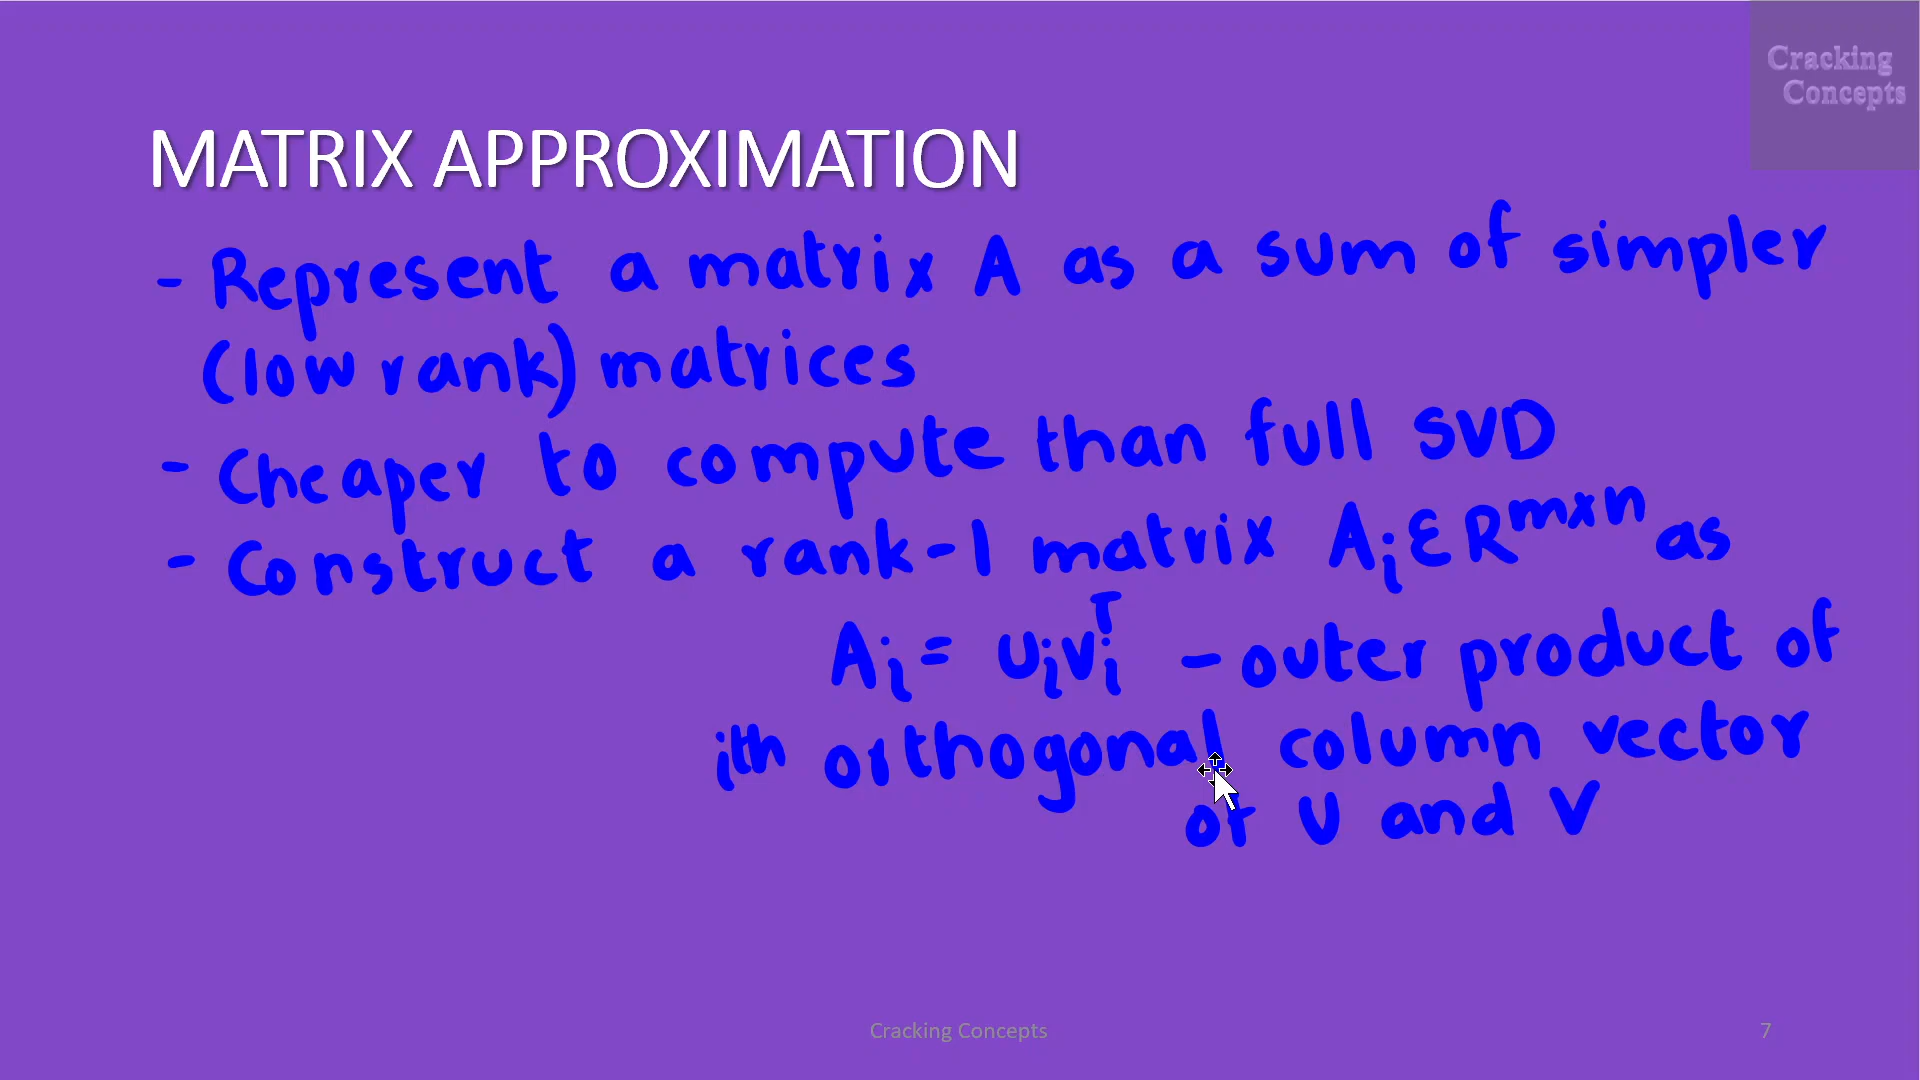 Cracking
Concepts
MATRIX APPROXIMATION
- Represent a matrix A as a sum of simpler
(low rank) matrices
- Cheaper to compute than full SVD
- Construct a rank-1 matrix Aᵢ ε R^mxn as
Aᵢ = uᵢvᵢᵀ - outer product of
ith orthogonal column vector
of U and V
Cracking Concepts
7